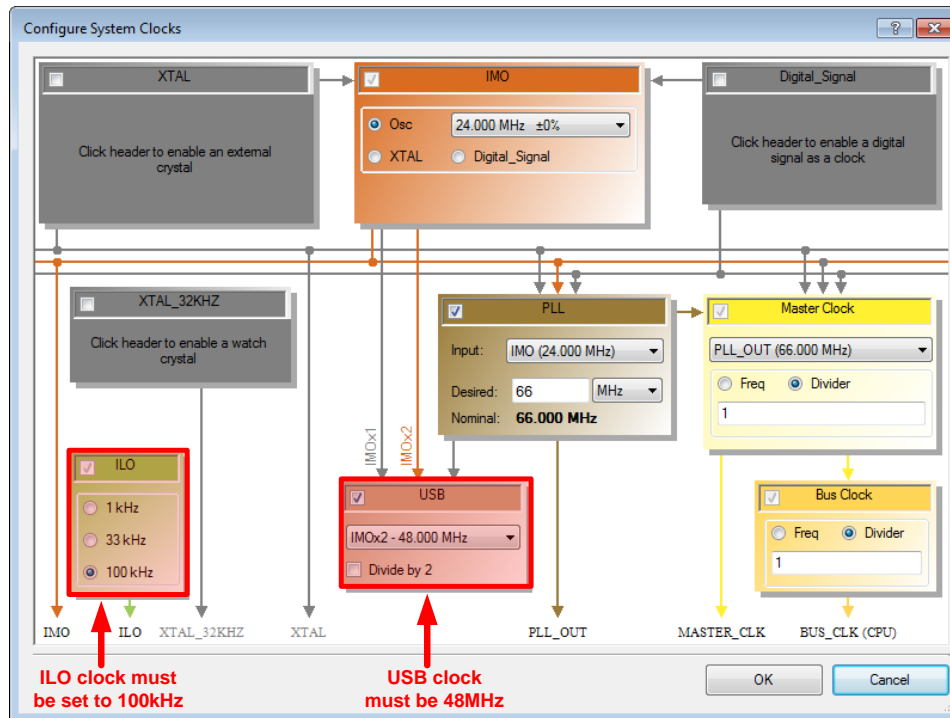 Configure System Clocks
XTAL
Click header to enable an external
crystal
IMO
Osc 24.000 MHz ±0%
XTAL Digital_Signal
Digital_Signal
Click header to enable a digital
signal as a clock
XTAL_32KHZ
Click header to enable a watch
crystal
PLL
Input: IMO (24.000 MHz)
Desired: 66 MHz
Nominal: 66.000 MHz
Master Clock
PLL_OUT (66.000 MHz)
Freq Divider
1
IMOx1
IMOx2
ILO
1 kHz
33 kHz
100 kHz
USB
IMOx2 - 48.000 MHz
Divide by 2
Bus Clock
Freq Divider
1
IMO ILO XTAL_32KHZ XTAL PLL_OUT MASTER_CLK BUS_CLK (CPU)
ILO clock must
be set to 100kHz
USB clock
must be 48MHz
OK Cancel